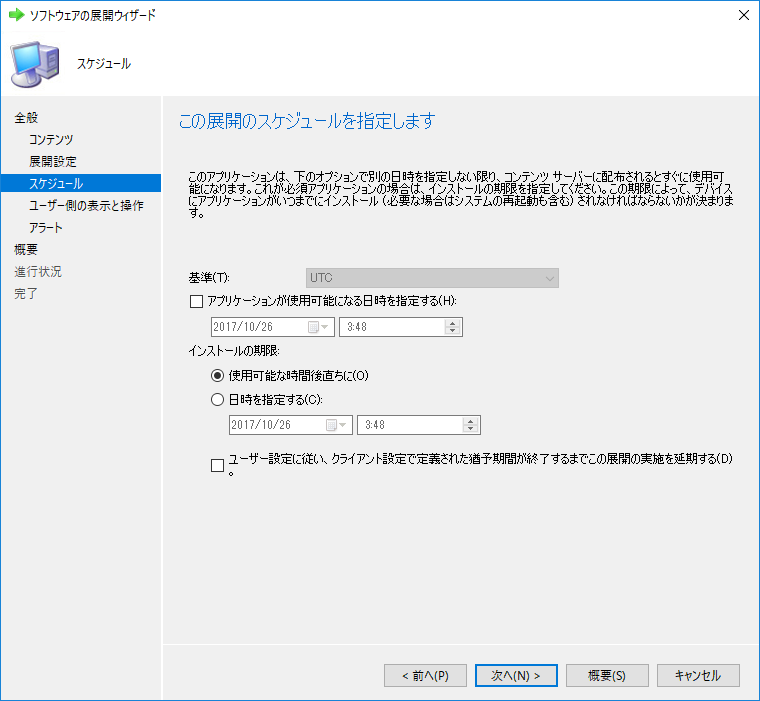 ソフトウェアの展開ウィザード
スケジュール
全般
コンテンツ
展開設定
スケジュール
ユーザー側の表示と操作
アラート
概要
進行状況
完了
この展開のスケジュールを指定します
このアプリケーションは、下のオプションで別の日時を指定しない限り、コンテンツ サーバーに配布されるとすぐに使用可
能になります。これが必須アプリケーションの場合は、インストールの期限を指定してください。この期限によって、デバイス
にアプリケーションがいつまでにインストール (必要な場合はシステムの再起動も含む) されなければならないかが決まりま
す。
基準(T):
UTC
アプリケーションが使用可能になる日時を指定する(H):
2017/10/26
3:48
インストールの期限:
使用可能な時間後直ちに(O)
日時を指定する(C):
2017/10/26
3:48
ユーザー設定に従い、クライアント設定で定義された猶予期間が終了するまでこの展開の実施を延期する(D)
。
< 前へ(P)
次へ(N) >
概要(S)
キャンセル